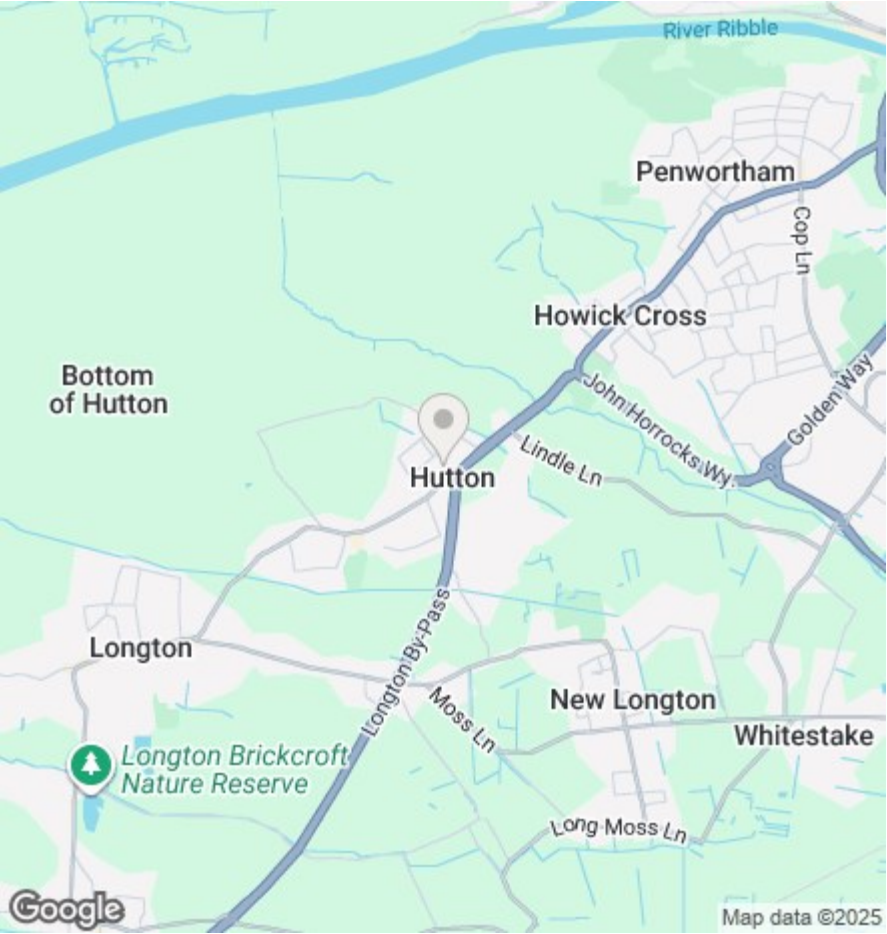 River Ribble
Penwortham
Cop Ln
Howick Cross
Bottom
of Hutton
John Horrocks Wy.
Golden Way
Lindle Ln
Hutton
Longton By-Pass
Longton
Moss Ln
New Longton
Whitestake
Longton Brickcroft
Nature Reserve
Long Moss Ln
Google
Map data ©2025